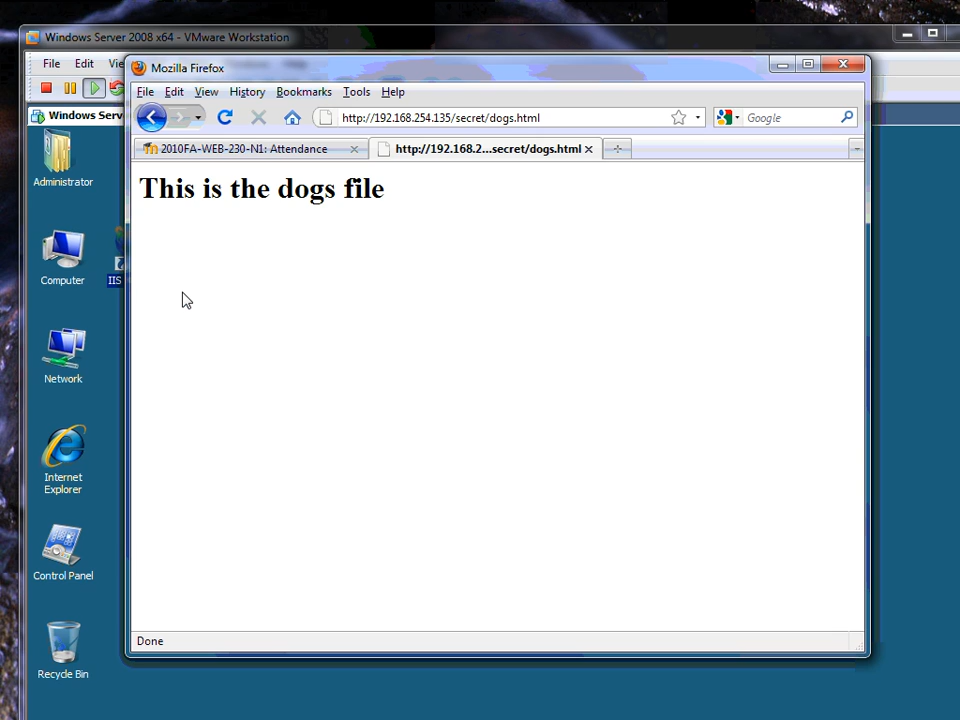 Windows Server 2008 x64 - VMware Workstation
File Edit
Mozilla Firefox
File Edit View History Bookmarks Tools Help
Windows Serv
http://192.168.254.135/secret/dogs.html
Google
2010FA-WEB-230-N1: Attendance
http://192.168.2...secret/dogs.html
This is the dogs file
Administrator
Computer
IIS
Network
Internet
Explorer
Control Panel
Recycle Bin
Done